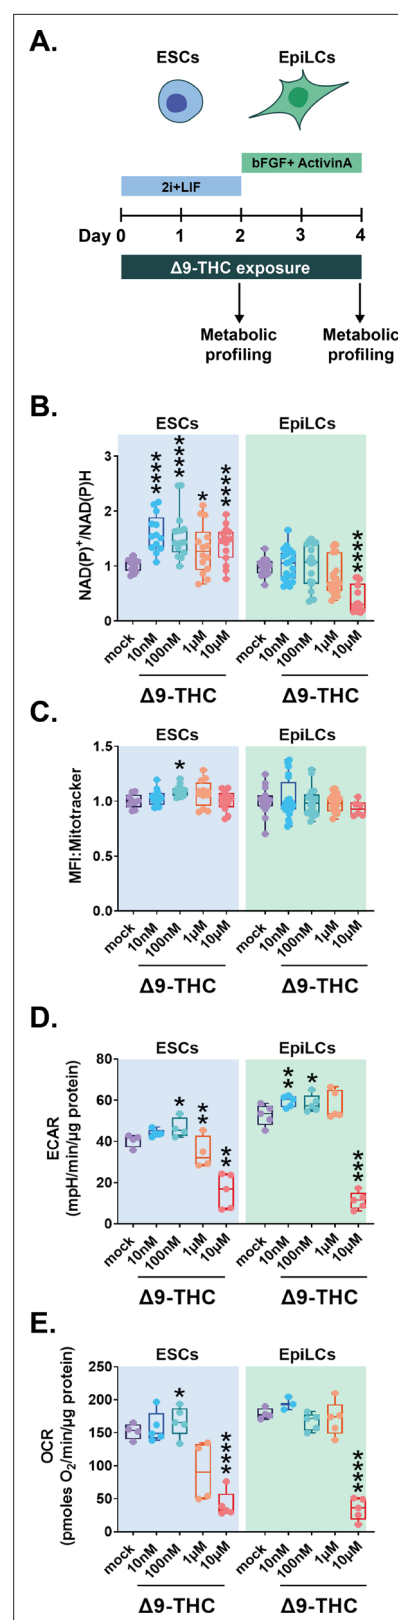 A.
ESCs
EpiLCs
bFGF+ ActivinA
2i+LIF
Day 0 1 2 3 4
Δ9-THC exposure
Metabolic profiling
Metabolic profiling
B.
ESCs
EpiLCs
NAD(P)+/NAD(P)H
3
2
1
0
****
****
*
****
****
mock 10nM 100nM 1μM 10μM
mock 10nM 100nM 1μM 10μM
Δ9-THC
Δ9-THC
C.
ESCs
EpiLCs
MFI:Mitotracker
1.5
1.0
0.5
0.0
*
mock 10nM 100nM 1μM 10μM
mock 10nM 100nM 1μM 10μM
Δ9-THC
Δ9-THC
D.
ESCs
EpiLCs
ECAR
(mpH/min/μg protein)
80
60
40
20
0
*
**
**
**
*
***
mock 10nM 100nM 1μM 10μM
mock 10nM 100nM 1μM 10μM
Δ9-THC
Δ9-THC
E.
ESCs
EpiLCs
OCR
(pmoles O2/min/μg protein)
250
200
150
100
50
0
*
****
****
mock 10nM 100nM 1μM 10μM
mock 10nM 100nM 1μM 10μM
Δ9-THC
Δ9-THC